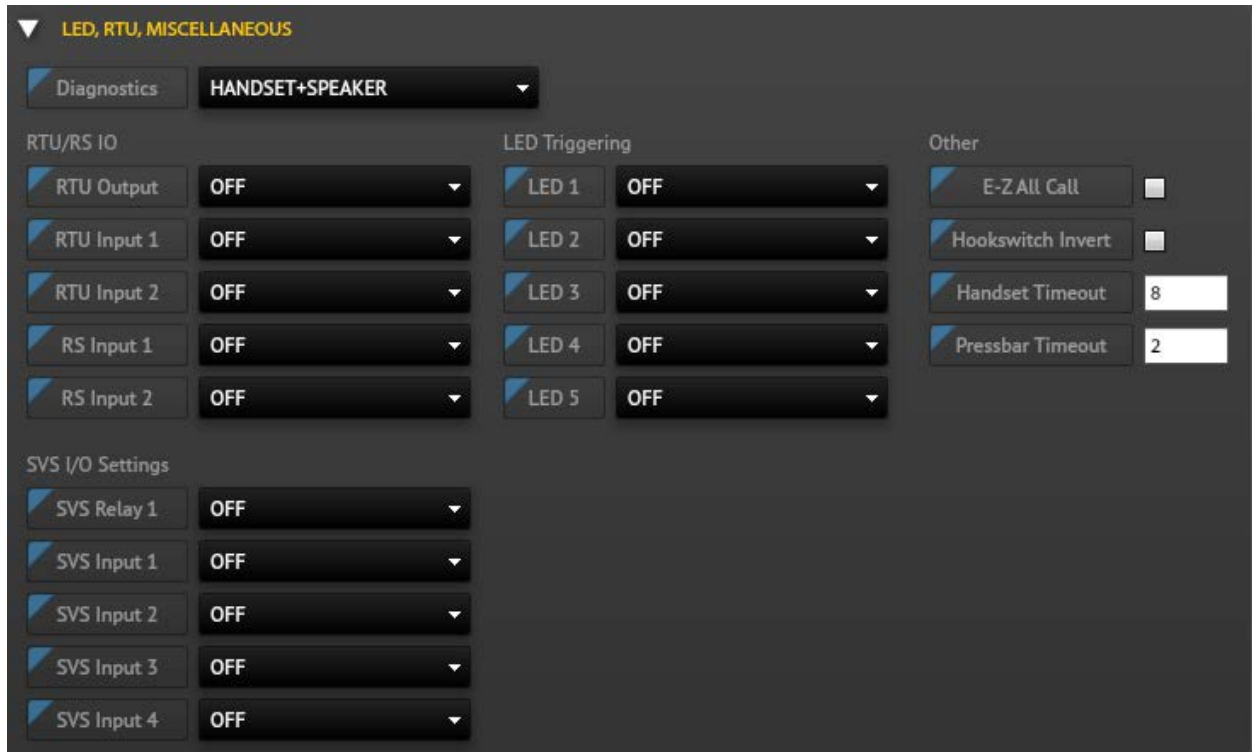 LED, RTU, MISCELLANEOUS
Diagnostics HANDSET+SPEAKER
RTU/RS IO LED Triggering Other
RTU Output OFF LED 1 OFF E-Z All Call
RTU Input 1 OFF LED 2 OFF Hookswitch Invert
RTU Input 2 OFF LED 3 OFF Handset Timeout 8
RS Input 1 OFF LED 4 OFF Pressbar Timeout 2
RS Input 2 OFF LED 5 OFF
SVS I/O Settings
SVS Relay 1 OFF
SVS Input 1 OFF
SVS Input 2 OFF
SVS Input 3 OFF
SVS Input 4 OFF